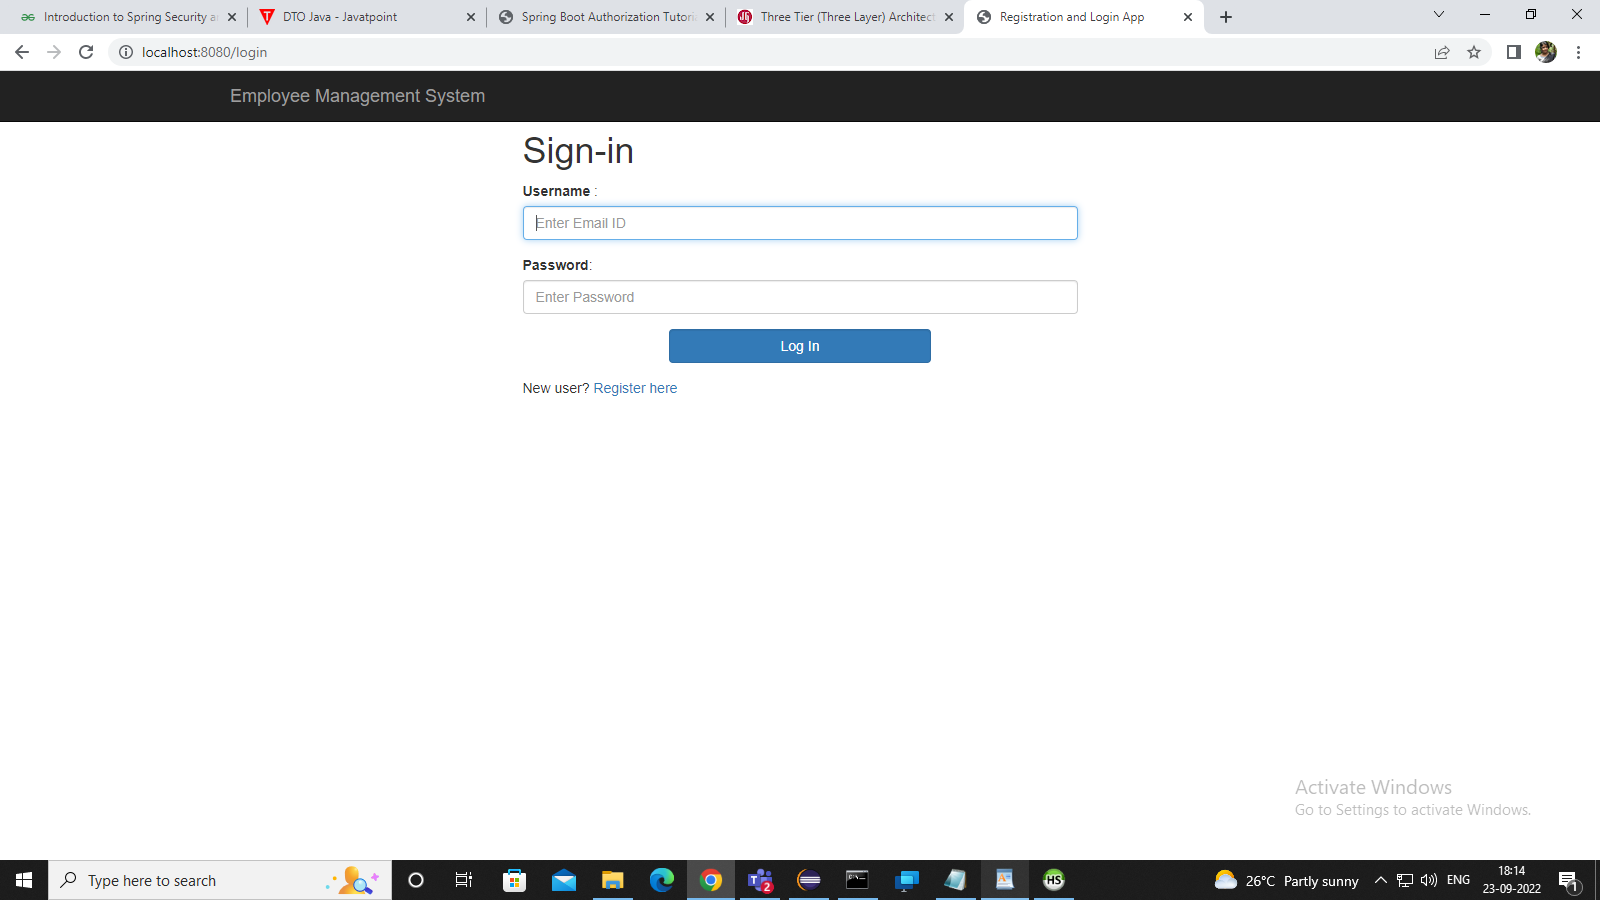 Introduction to Spring Security a
DTO Java - Javatpoint
Spring Boot Authorization Tutori
Three Tier (Three Layer) Architect
Registration and Login App
localhost:8080/login
Employee Management System
Sign-in
Username :
Enter Email ID
Password:
Enter Password
Log In
New user? Register here
Activate Windows
Go to Settings to activate Windows.
Type here to search
2
HS
26°C Partly sunny
ENG
18:14
23-09-2022
1